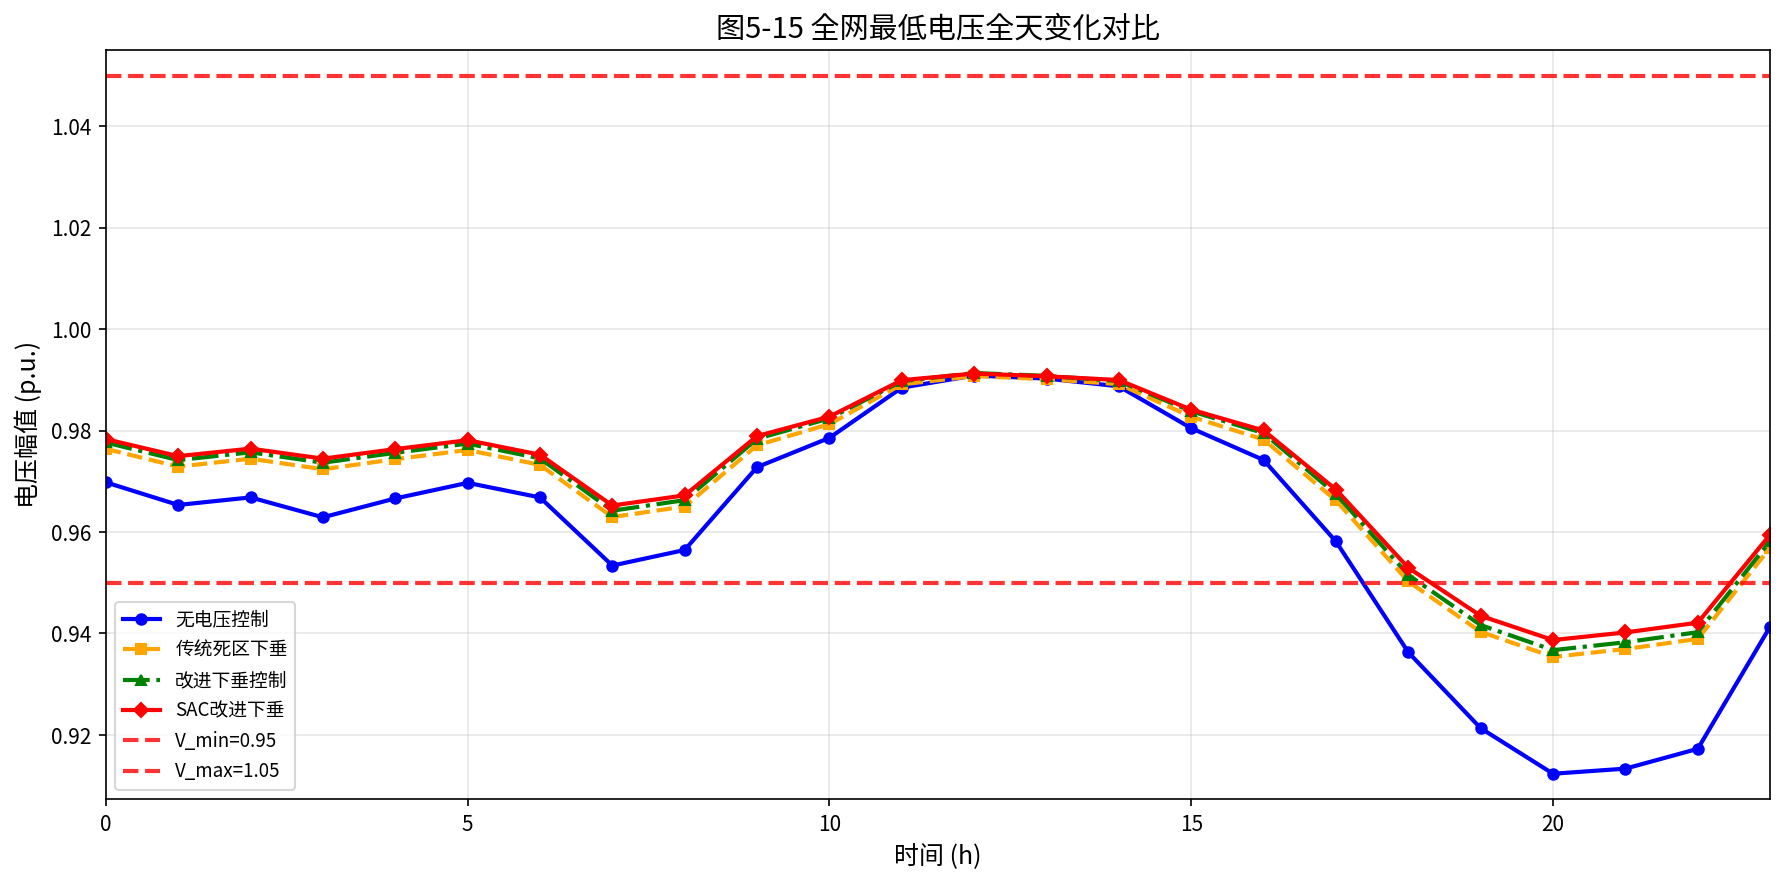 图5-15 全网最低电压全天变化对比
电压幅值 (p.u.)
1.04
1.02
1.00
0.98
0.96
0.94
0.92
无电压控制
传统死区下垂
改进下垂控制
SAC改进下垂
V_min=0.95
V_max=1.05
0 5 10 15 20
时间 (h)